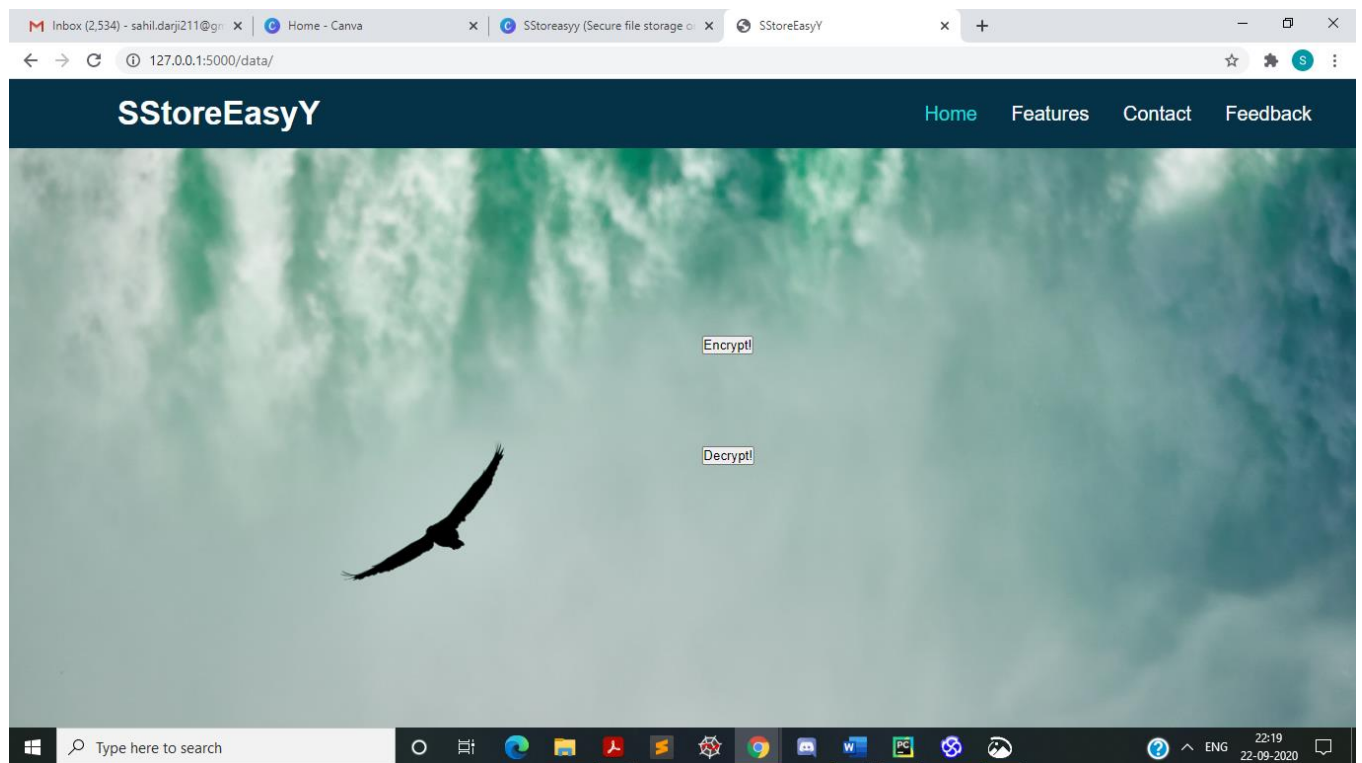 Inbox (2,534) - sahil.darji211@gm
Home - Canva
SStoreasyy (Secure file storage o
SStoreEasyY
127.0.0.1:5000/data/
S
SStoreEasyY
Home Features Contact Feedback
Encrypt!
Decrypt!
Type here to search
W
PC
ENG
22:19
22-09-2020